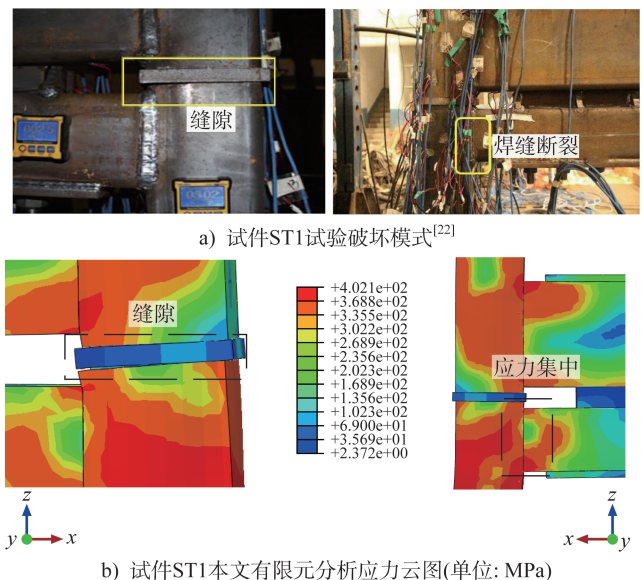 缝隙
焊缝断裂
a) 试件ST1试验破坏模式[22]
缝隙
+4.021e+02
+3.688e+02
+3.355e+02
+3.022e+02
+2.689e+02
+2.356e+02
+2.023e+02
+1.689e+02
+1.356e+02
+1.023e+02
+6.900e+01
+3.569e+01
+2.372e+00
应力集中
z
y
x
z
x
y
b) 试件ST1本文有限元分析应力云图(单位: MPa)